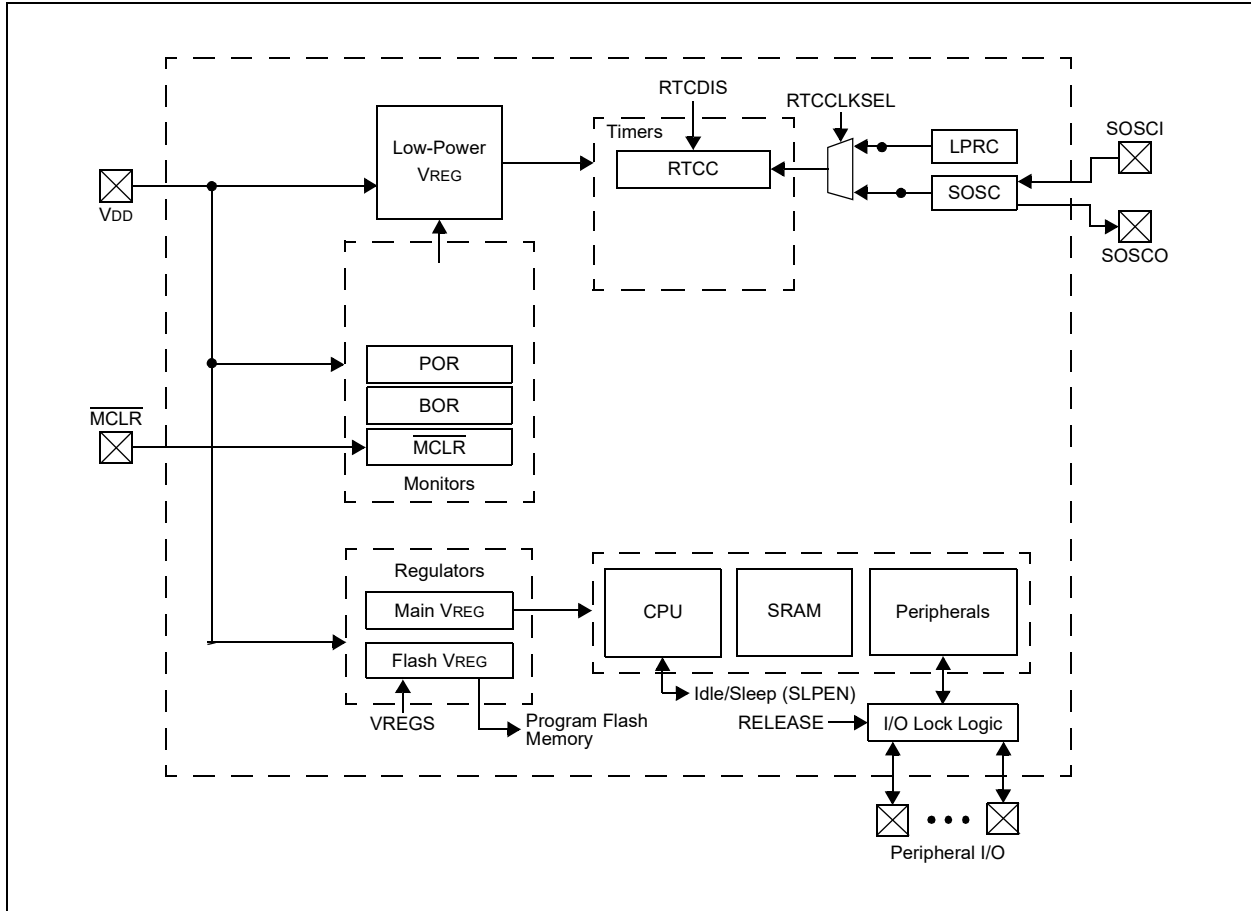 RTCDIS
RTCCLKSEL
Timers
SOSCI
LPRC
Low-Power
VREG
RTCC
SOSC
VDD
SOSCO
POR
MCLR
BOR
MCLR
Monitors
Regulators
Main VREG
CPU
SRAM
Peripherals
Flash VREG
Idle/Sleep (SLPEN)
VREGS
Program Flash
Memory
RELEASE
I/O Lock Logic
Peripheral I/O